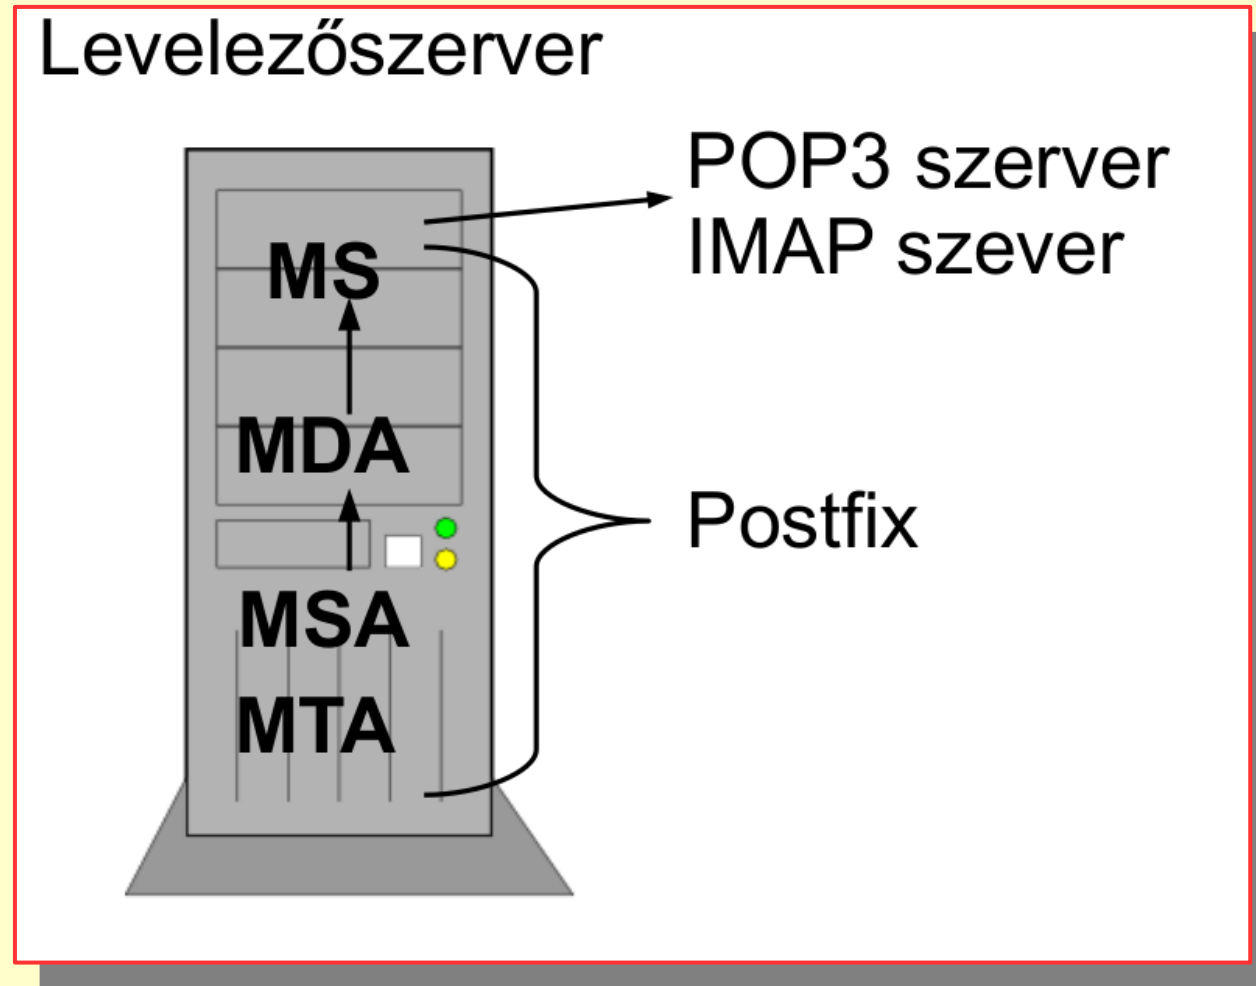 Levelezőszerver
POP3 szerver
IMAP szever
MS
MDA
Postfix
MSA
MTA